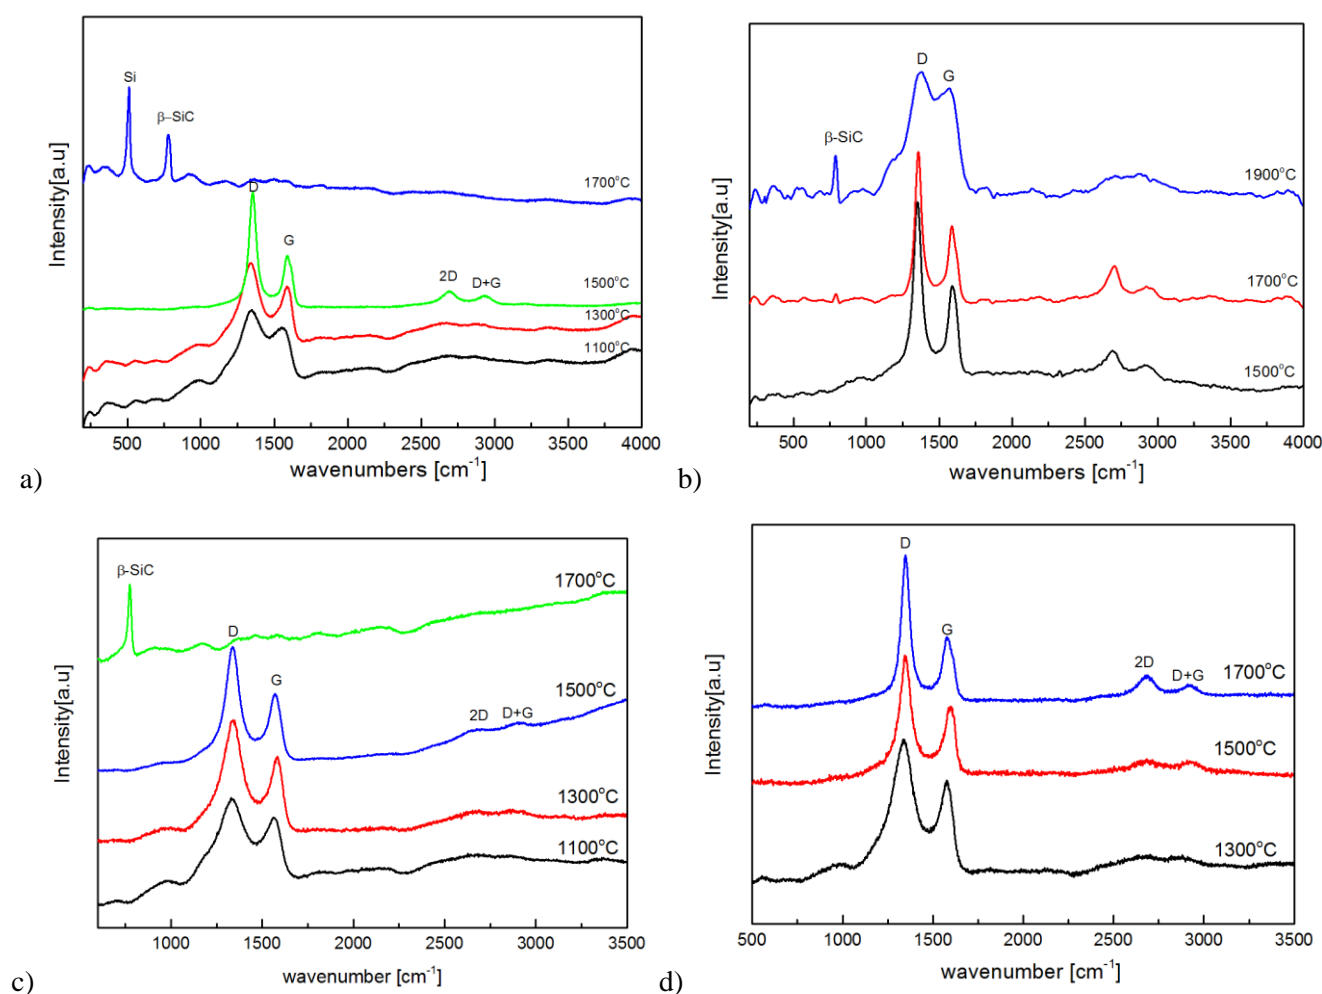 Si
β–SiC
1700°C
D
G
2D
D+G
1500°C
1300°C
1100°C
Intensity[a.u]
500 1000 1500 2000 2500 3000 3500 4000
wavenumbers [cm⁻¹]
a)
D
G
β-SiC
1900°C
1700°C
1500°C
Intensity[a.u]
500 1000 1500 2000 2500 3000 3500 4000
wavenumbers [cm⁻¹]
b)
β-SiC
1700°C
D
G
1500°C
2D
D+G
1300°C
1100°C
Intensity[a.u]
1000 1500 2000 2500 3000 3500
wavenumber [cm⁻¹]
c)
D
G
2D
D+G
1700°C
1500°C
1300°C
Intensity[a.u]
500 1000 1500 2000 2500 3000 3500
wavenumber [cm⁻¹]
d)